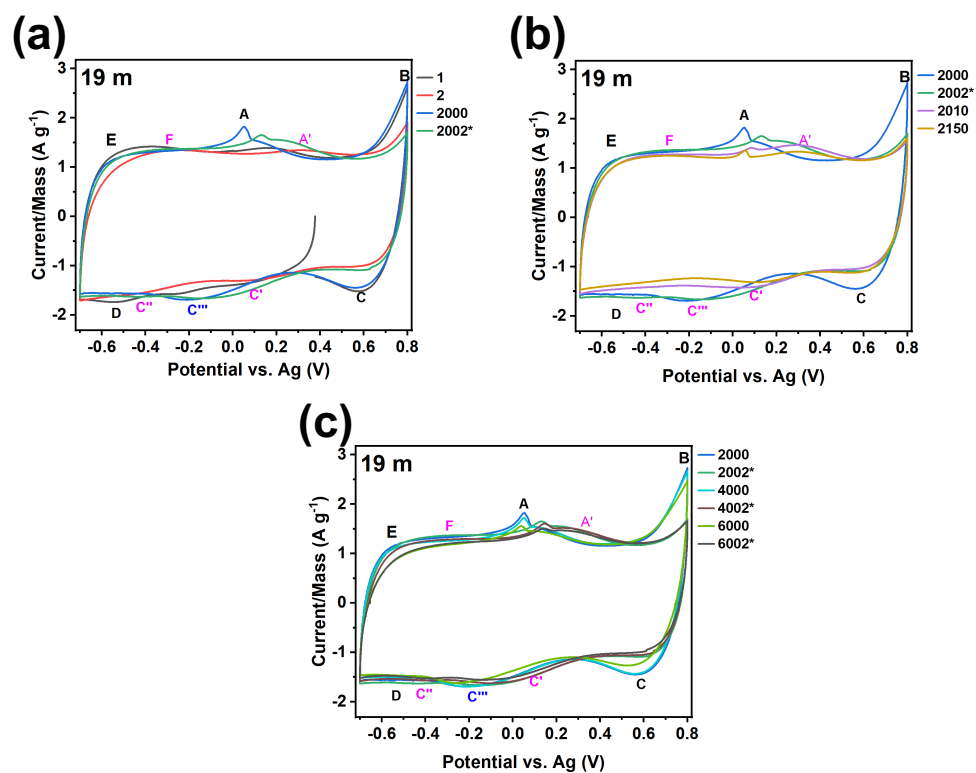 (a)
19 m
3
2
1
0
-1
-2
Current/Mass (A g⁻¹)
-0.6 -0.4 -0.2 0.0 0.2 0.4 0.6 0.8
Potential vs. Ag (V)
A
B
E
F
A'
C
D
C''
C'''
C'
1
2
2000
2002*
(b)
19 m
3
2
1
0
-1
-2
Current/Mass (A g⁻¹)
-0.6 -0.4 -0.2 0.0 0.2 0.4 0.6 0.8
Potential vs. Ag (V)
A
B
E
F
A'
C
D
C''
C'''
C'
2000
2002*
2010
2150
(c)
19 m
3
2
1
0
-1
-2
Current/Mass (A g⁻¹)
-0.6 -0.4 -0.2 0.0 0.2 0.4 0.6 0.8
Potential vs. Ag (V)
A
B
E
F
A'
C
D
C''
C'''
C'
2000
2002*
4000
4002*
6000
6002*